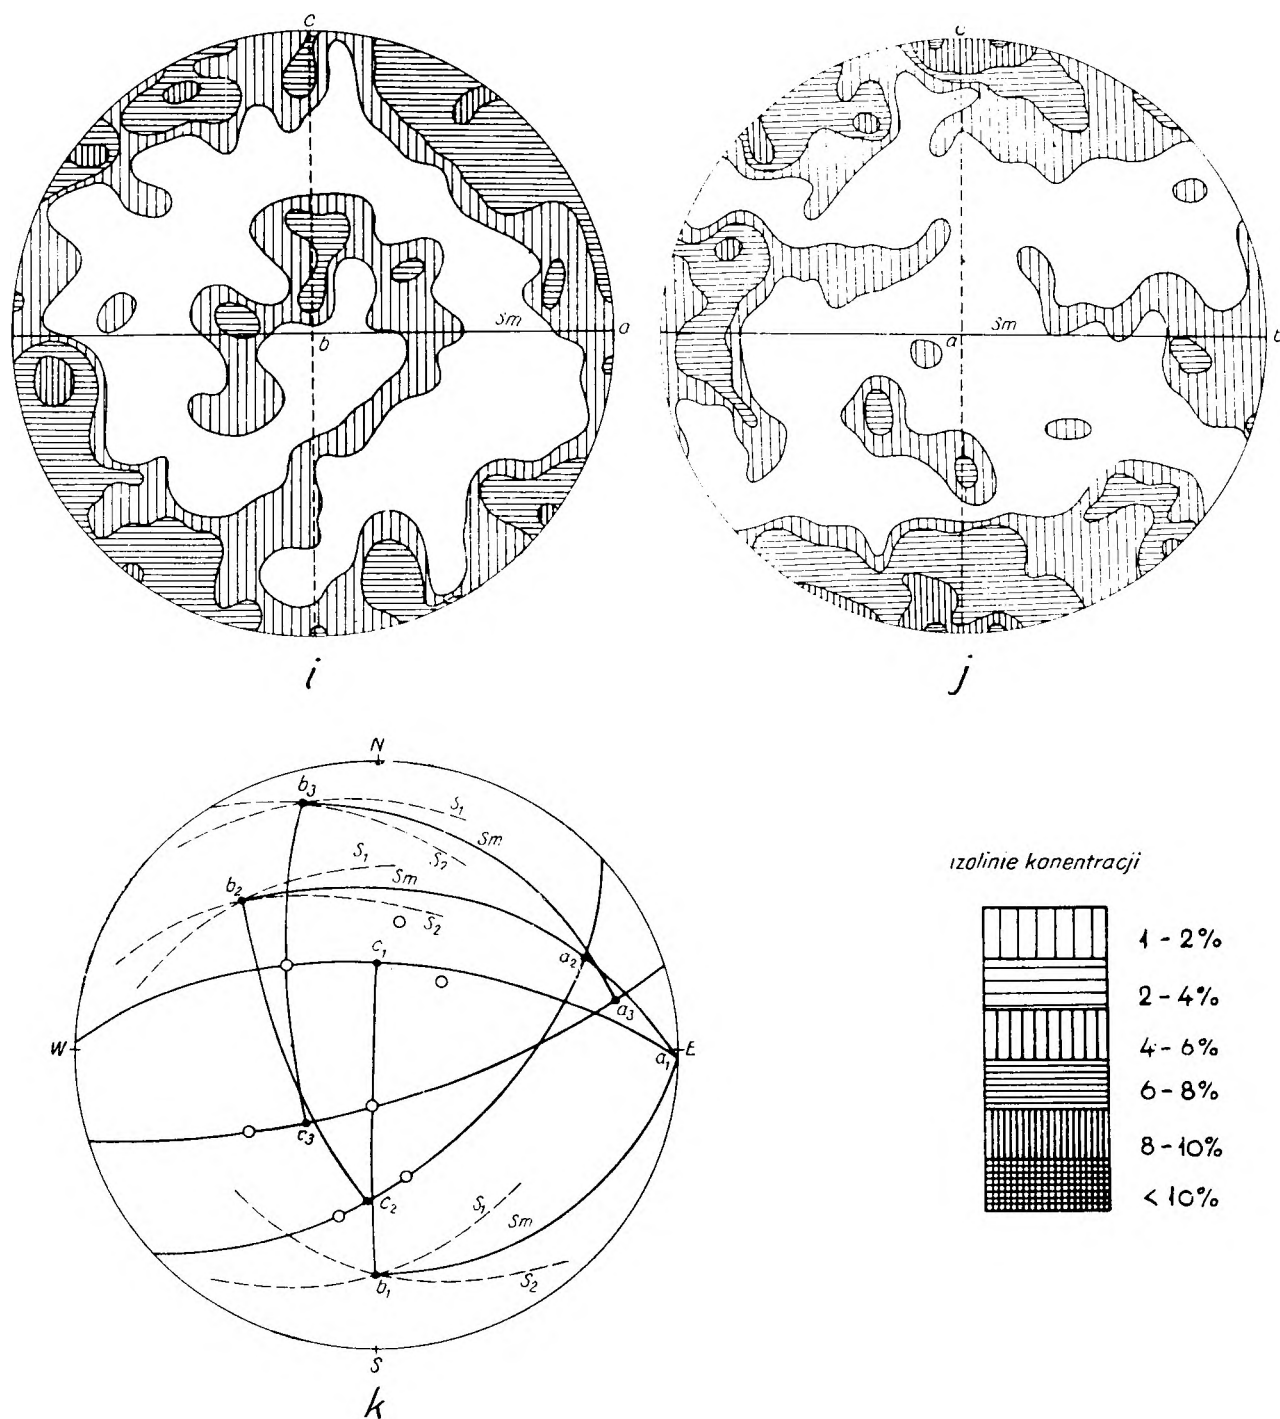 c
Sm
a
b
i
c
Sm
a
j
N
b3
S1
Sm
S2
S1
b2
Sm
S2
c1
a2
a3
W
E
a1
c3
c2
S1
Sm
b1
S2
S
k
izolinie konentracji
1 - 2%
2 - 4%
4 - 6%
6 - 8%
8 - 10%
< 10%